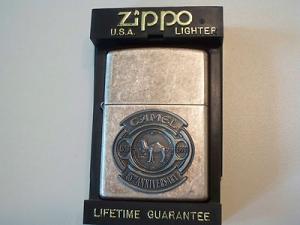 zippo
U.S.A. LIGHTER
CAMEL
ANNIVERSARY
LIFETIME GUARANTEE